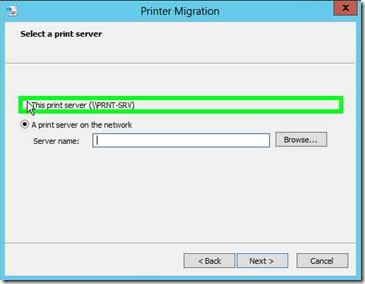 Printer Migration
Select a print server
This print server (\\PRNT-SRV)
A print server on the network
Server name:
Browse...
< Back
Next >
Cancel